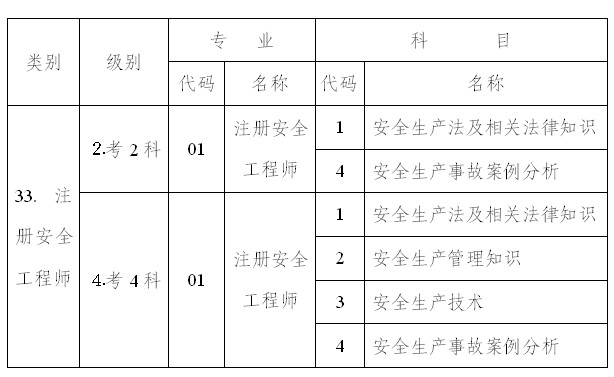 类别 级别 专 业 科 目
代码 名称 代码 名称
33. 注
册安全
工程师
2.考 2 科 01 注册安全
工程师
1 安全生产法及相关法律知识
4 安全生产事故案例分析
4.考 4 科 01 注册安全
工程师
1 安全生产法及相关法律知识
2 安全生产管理知识
3 安全生产技术
4 安全生产事故案例分析